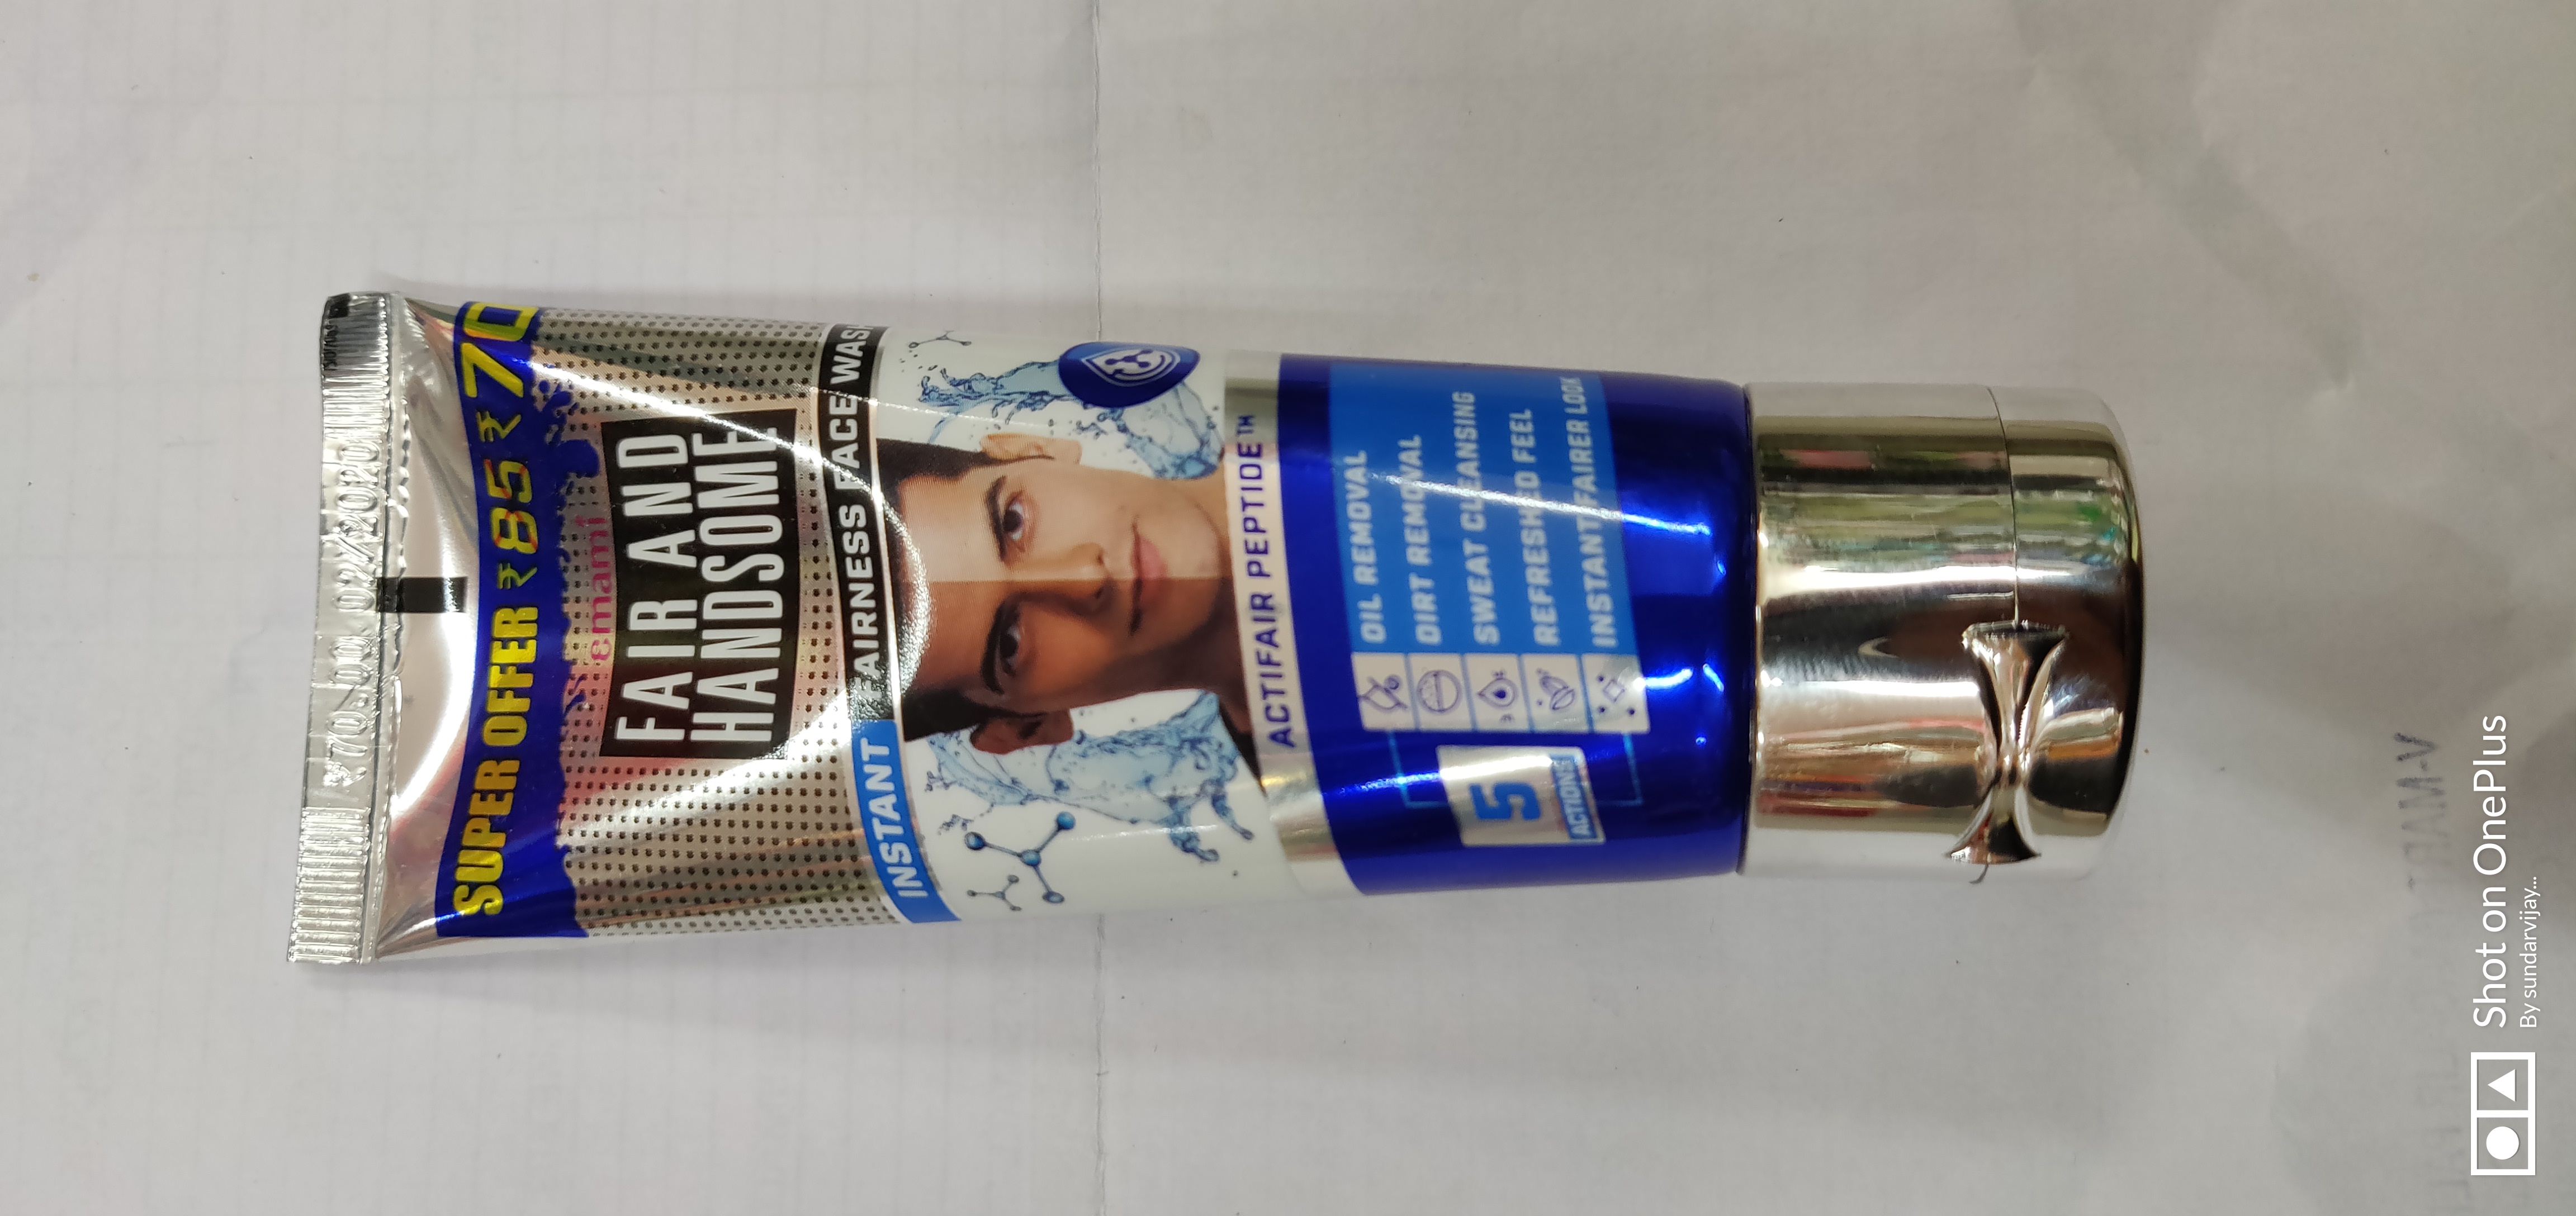 ₹70.00 02/2020
SUPER OFFER ₹85 ₹70
emami
FAIR AND
HANDSOME
INSTANT FAIRNESS FACE WASH
ACTIFAIR PEPTIDE™
5
ACTIONS
OIL REMOVAL
DIRT REMOVAL
SWEAT CLEANSING
REFRESHED FEEL
INSTANT FAIRER LOOK
V-MART
Shot on OnePlus
By sundarvijay...